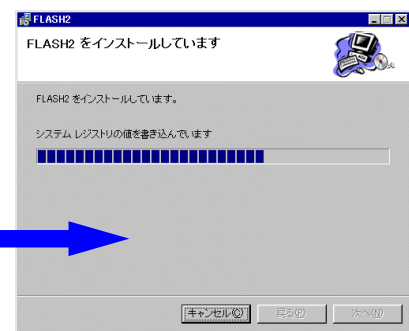 FLASH2
FLASH2 をインストールしています
FLASH2 をインストールしています。
システム レジストリの値を書き込んでいます
キャンセル(C)
戻る(P)
次へ(N)